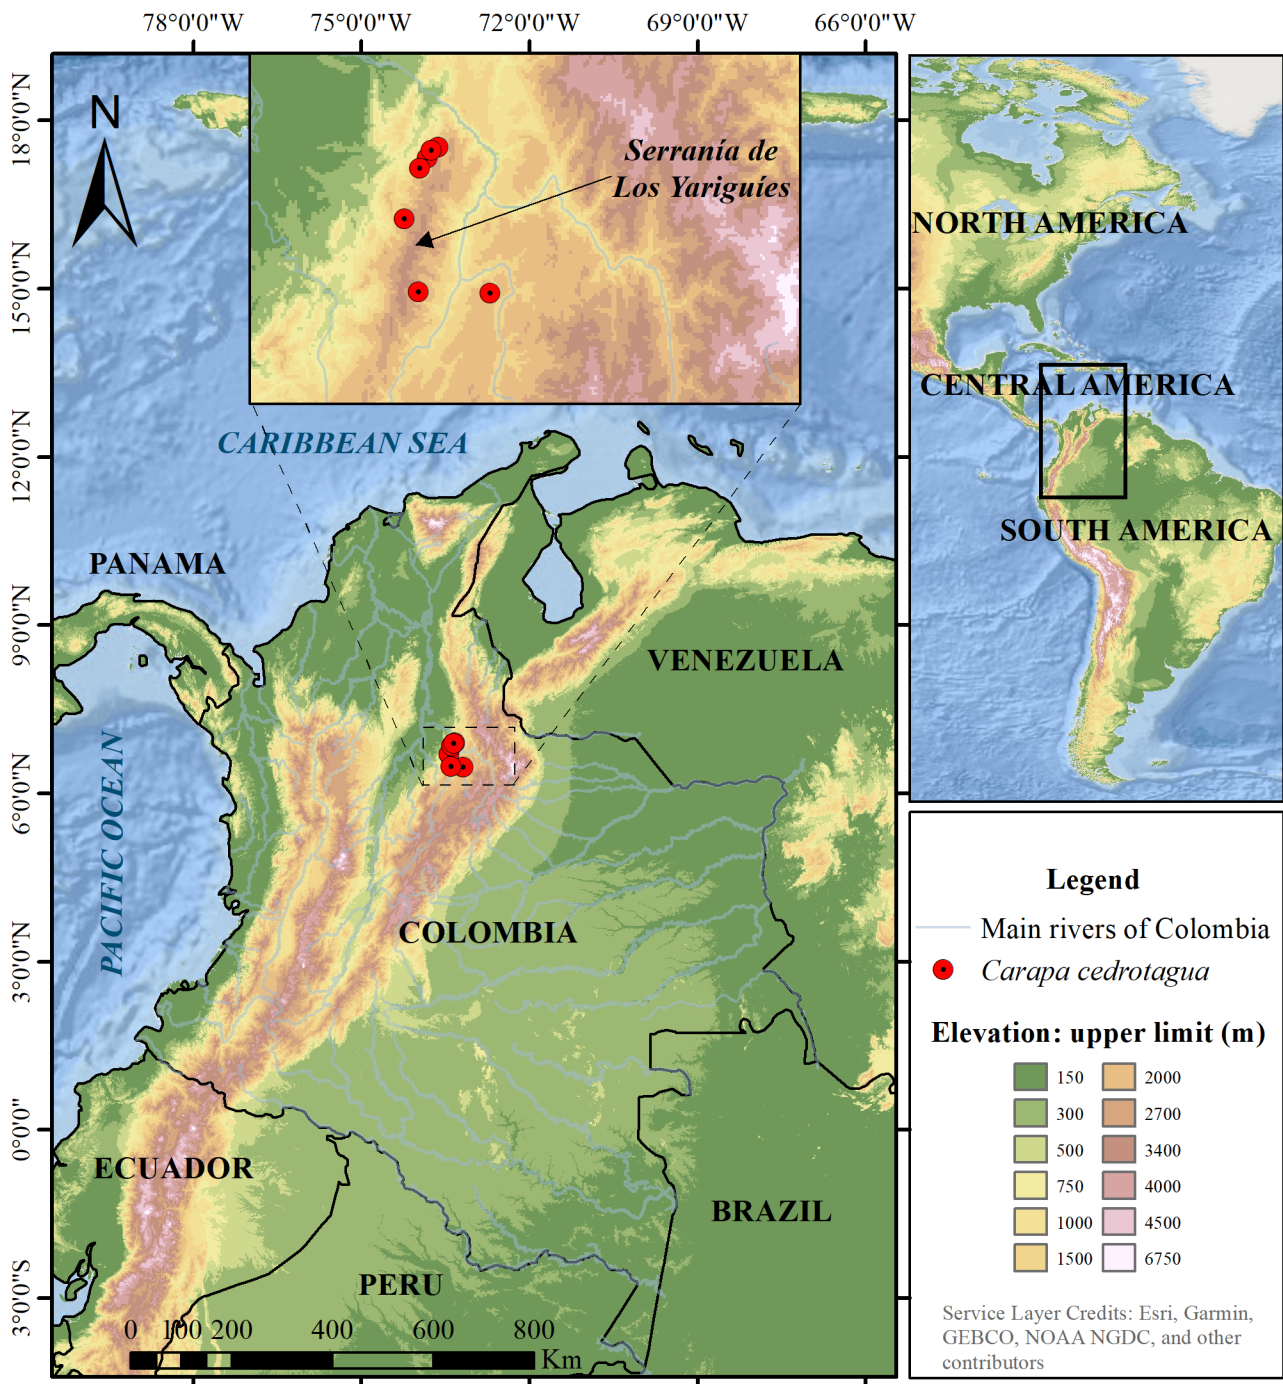 78°0'0"W
75°0'0"W
72°0'0"W
69°0'0"W
66°0'0"W
18°0'0"N
15°0'0"N
12°0'0"N
9°0'0"N
6°0'0"N
3°0'0"N
0°0'0"
3°0'0"S
N
Serranía de
Los Yariguíes
CARIBBEAN SEA
PANAMA
VENEZUELA
PACIFIC OCEAN
COLOMBIA
ECUADOR
BRAZIL
PERU
0 100 200 400 600 800
Km
NORTH AMERICA
CENTRAL AMERICA
SOUTH AMERICA
Legend
Main rivers of Colombia
Carapa cedrotagua
Elevation: upper limit (m)
150 2000
300 2700
500 3400
750 4000
1000 4500
1500 6750
Service Layer Credits: Esri, Garmin,
GEBCO, NOAA NGDC, and other
contributors